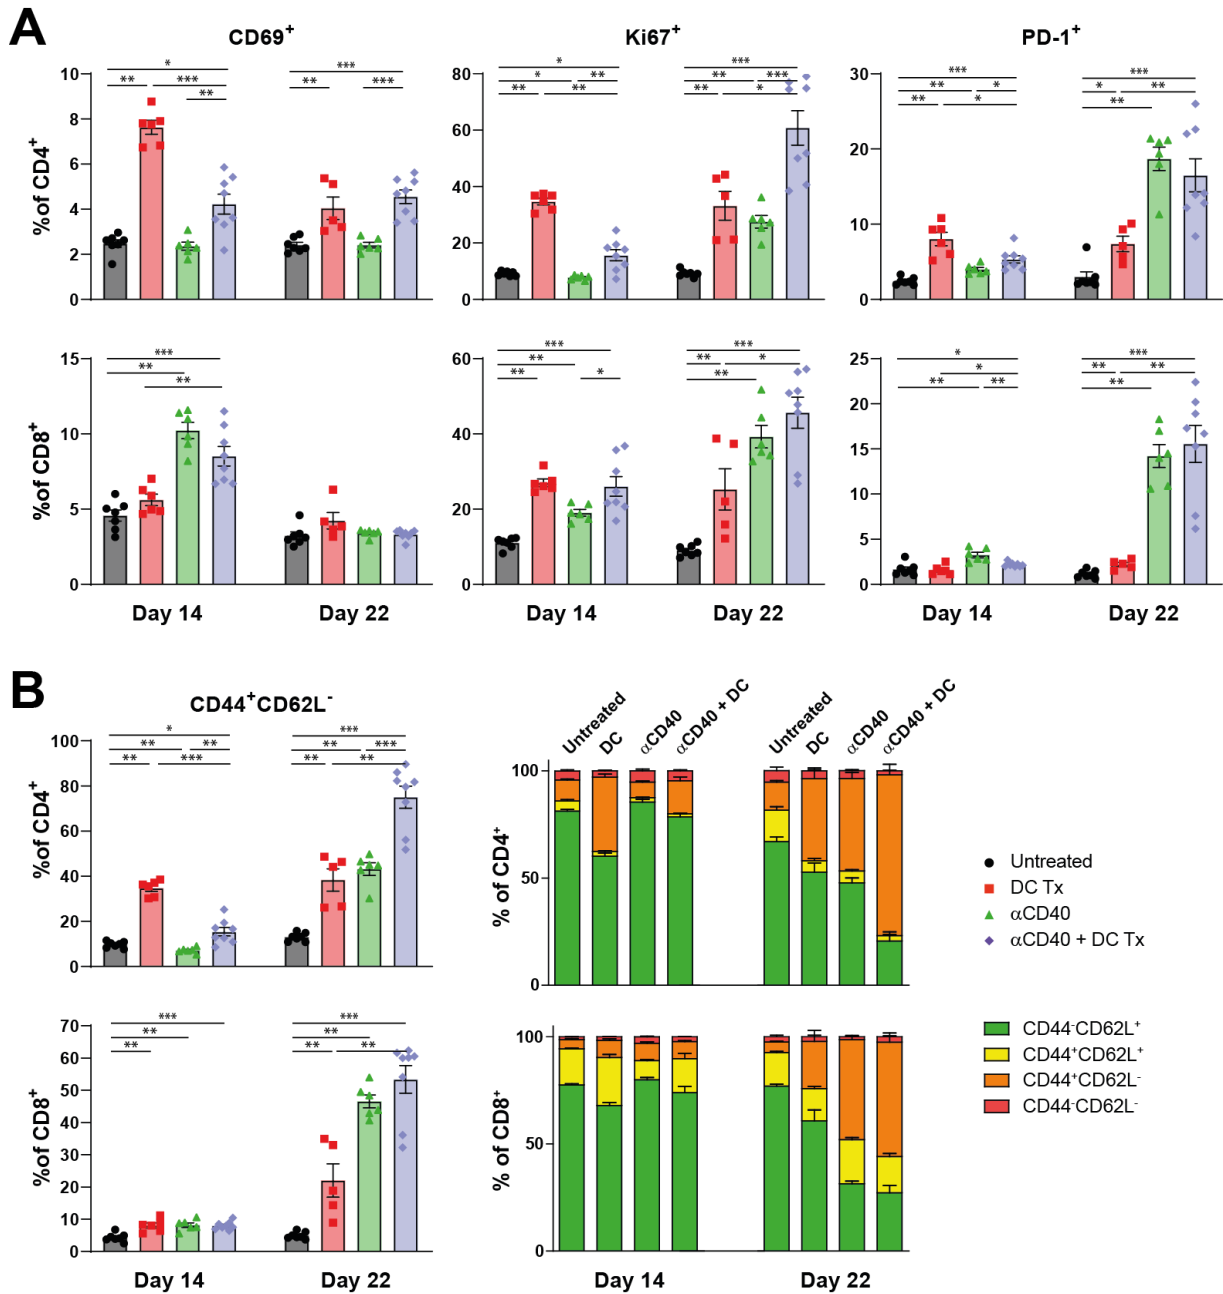 A
CD69+
Ki67+
PD-1+
%of CD4+
10
8
6
4
2
0
*
** ***
**
***
** ***
80
60
40
20
0
*
* **
** **
***
** ***
** *
30
20
10
0
***
** *
** *
***
* **
**
%of CD8+
15
10
5
0
***
**
**
Day 14
Day 22
60
40
20
0
***
**
** *
***
** *
**
Day 14
Day 22
25
20
15
10
5
0
*
*
** **
***
** **
**
Day 14
Day 22
B
CD44+CD62L-
%of CD4+
100
80
60
40
20
0
*
** **
** ***
***
** ***
** **
Untreated
DC
αCD40
αCD40 + DC
Untreated
DC
αCD40
αCD40 + DC
% of CD4+
100
50
0
Untreated
DC Tx
αCD40
αCD40 + DC Tx
%of CD8+
70
60
50
40
30
20
10
0
***
**
**
***
**
** **
Day 14
Day 22
% of CD8+
100
50
0
Day 14
Day 22
CD44-CD62L+
CD44+CD62L+
CD44+CD62L-
CD44-CD62L-